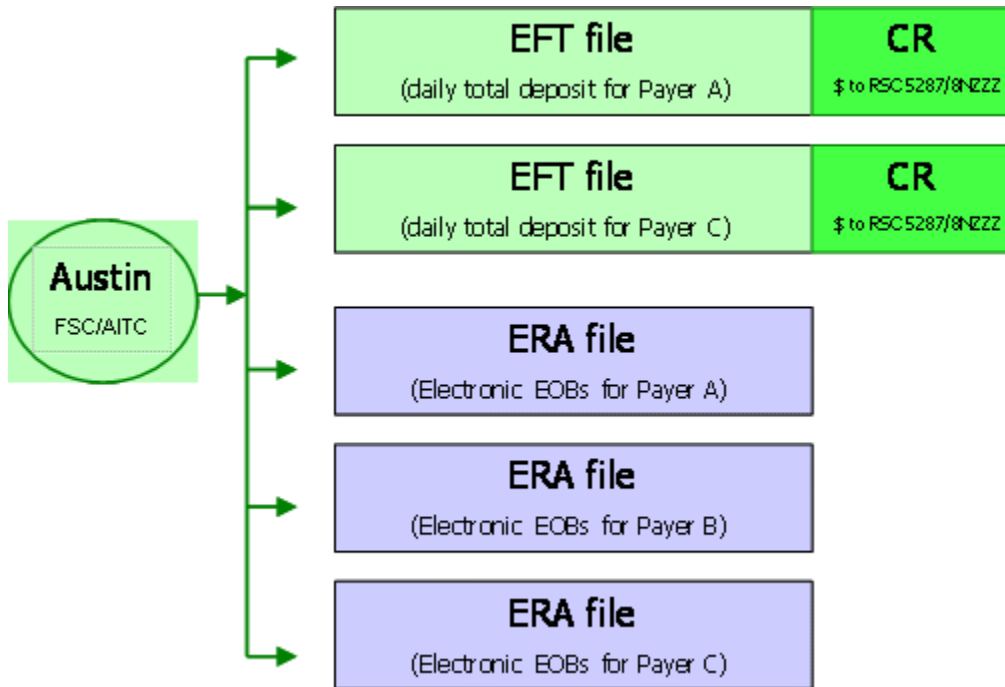 EFT file
(daily total deposit for Payer A)
CR
$ to RSC 5287/8NZZZ
EFT file
(daily total deposit for Payer C)
CR
$ to RSC 5287/8NZZZ
Austin
FSC/AITC
ERA file
(Electronic EOBs for Payer A)
ERA file
(Electronic EOBs for Payer B)
ERA file
(Electronic EOBs for Payer C)